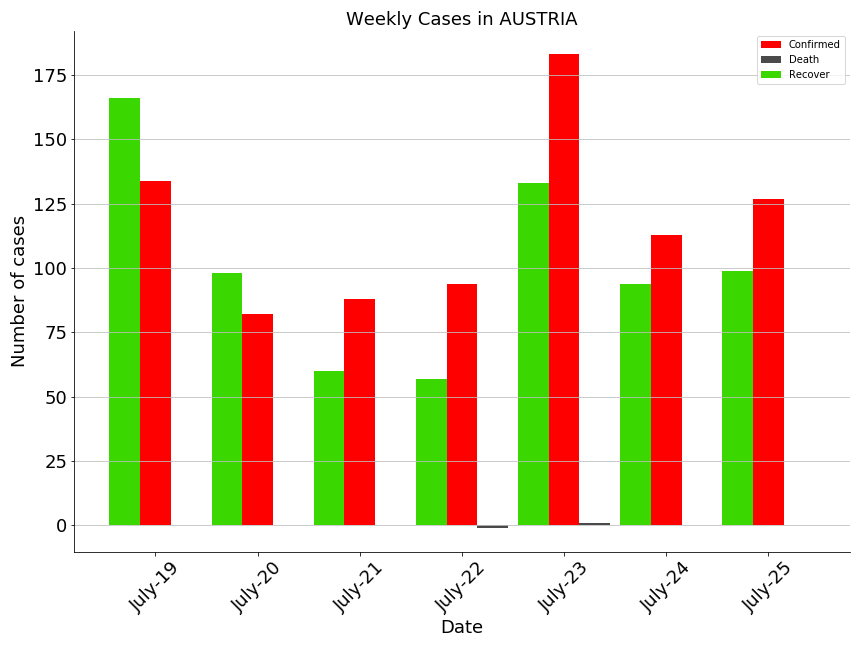 Weekly Cases in AUSTRIA
Confirmed
Death
Recover
Number of cases
175
150
125
100
75
50
25
0
July-19
July-20
July-21
July-22
July-23
July-24
July-25
Date